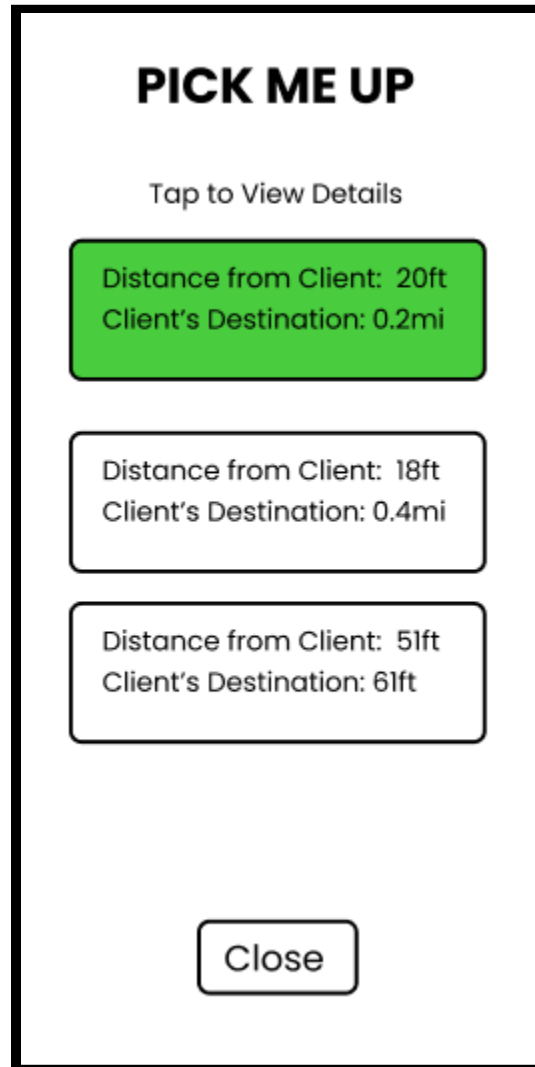 PICK ME UP
Tap to View Details
Distance from Client: 20ft
Client’s Destination: 0.2mi
Distance from Client: 18ft
Client’s Destination: 0.4mi
Distance from Client: 51ft
Client’s Destination: 61ft
Close